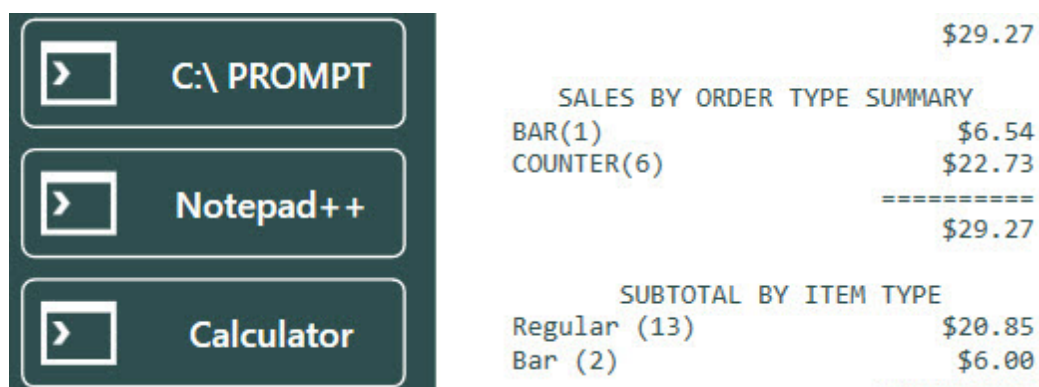 C:\ PROMPT
Notepad++
Calculator
$29.27
SALES BY ORDER TYPE SUMMARY
BAR(1) $6.54
COUNTER(6) $22.73
==========
$29.27
SUBTOTAL BY ITEM TYPE
Regular (13) $20.85
Bar (2) $6.00